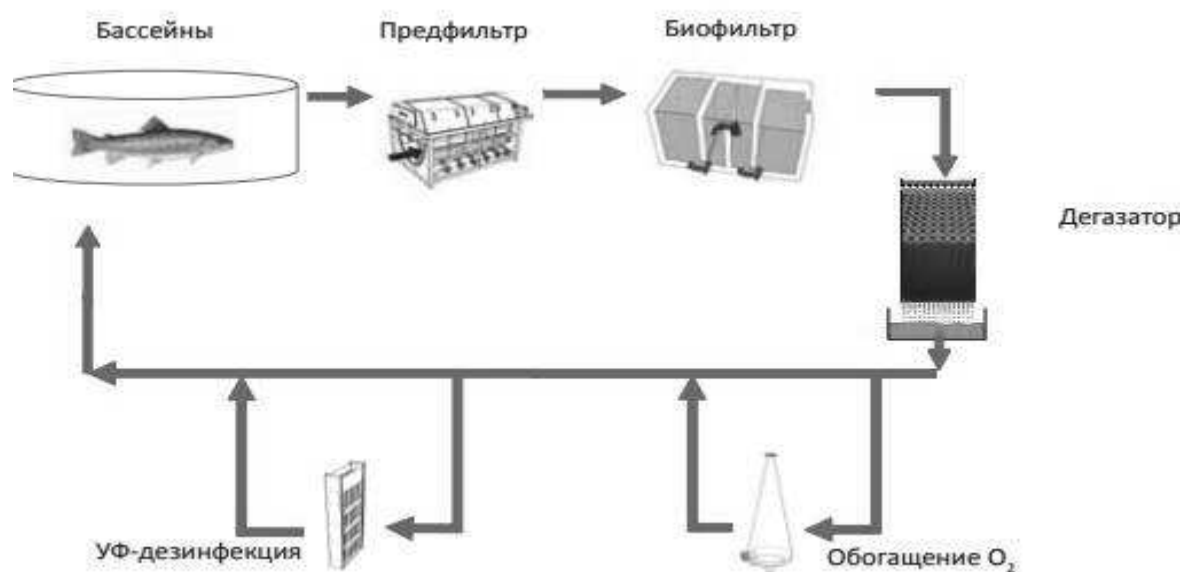 Бассейны
Предфильтр
Биофильтр
Дегазатор
УФ-дезинфекция
Обогащение O₂